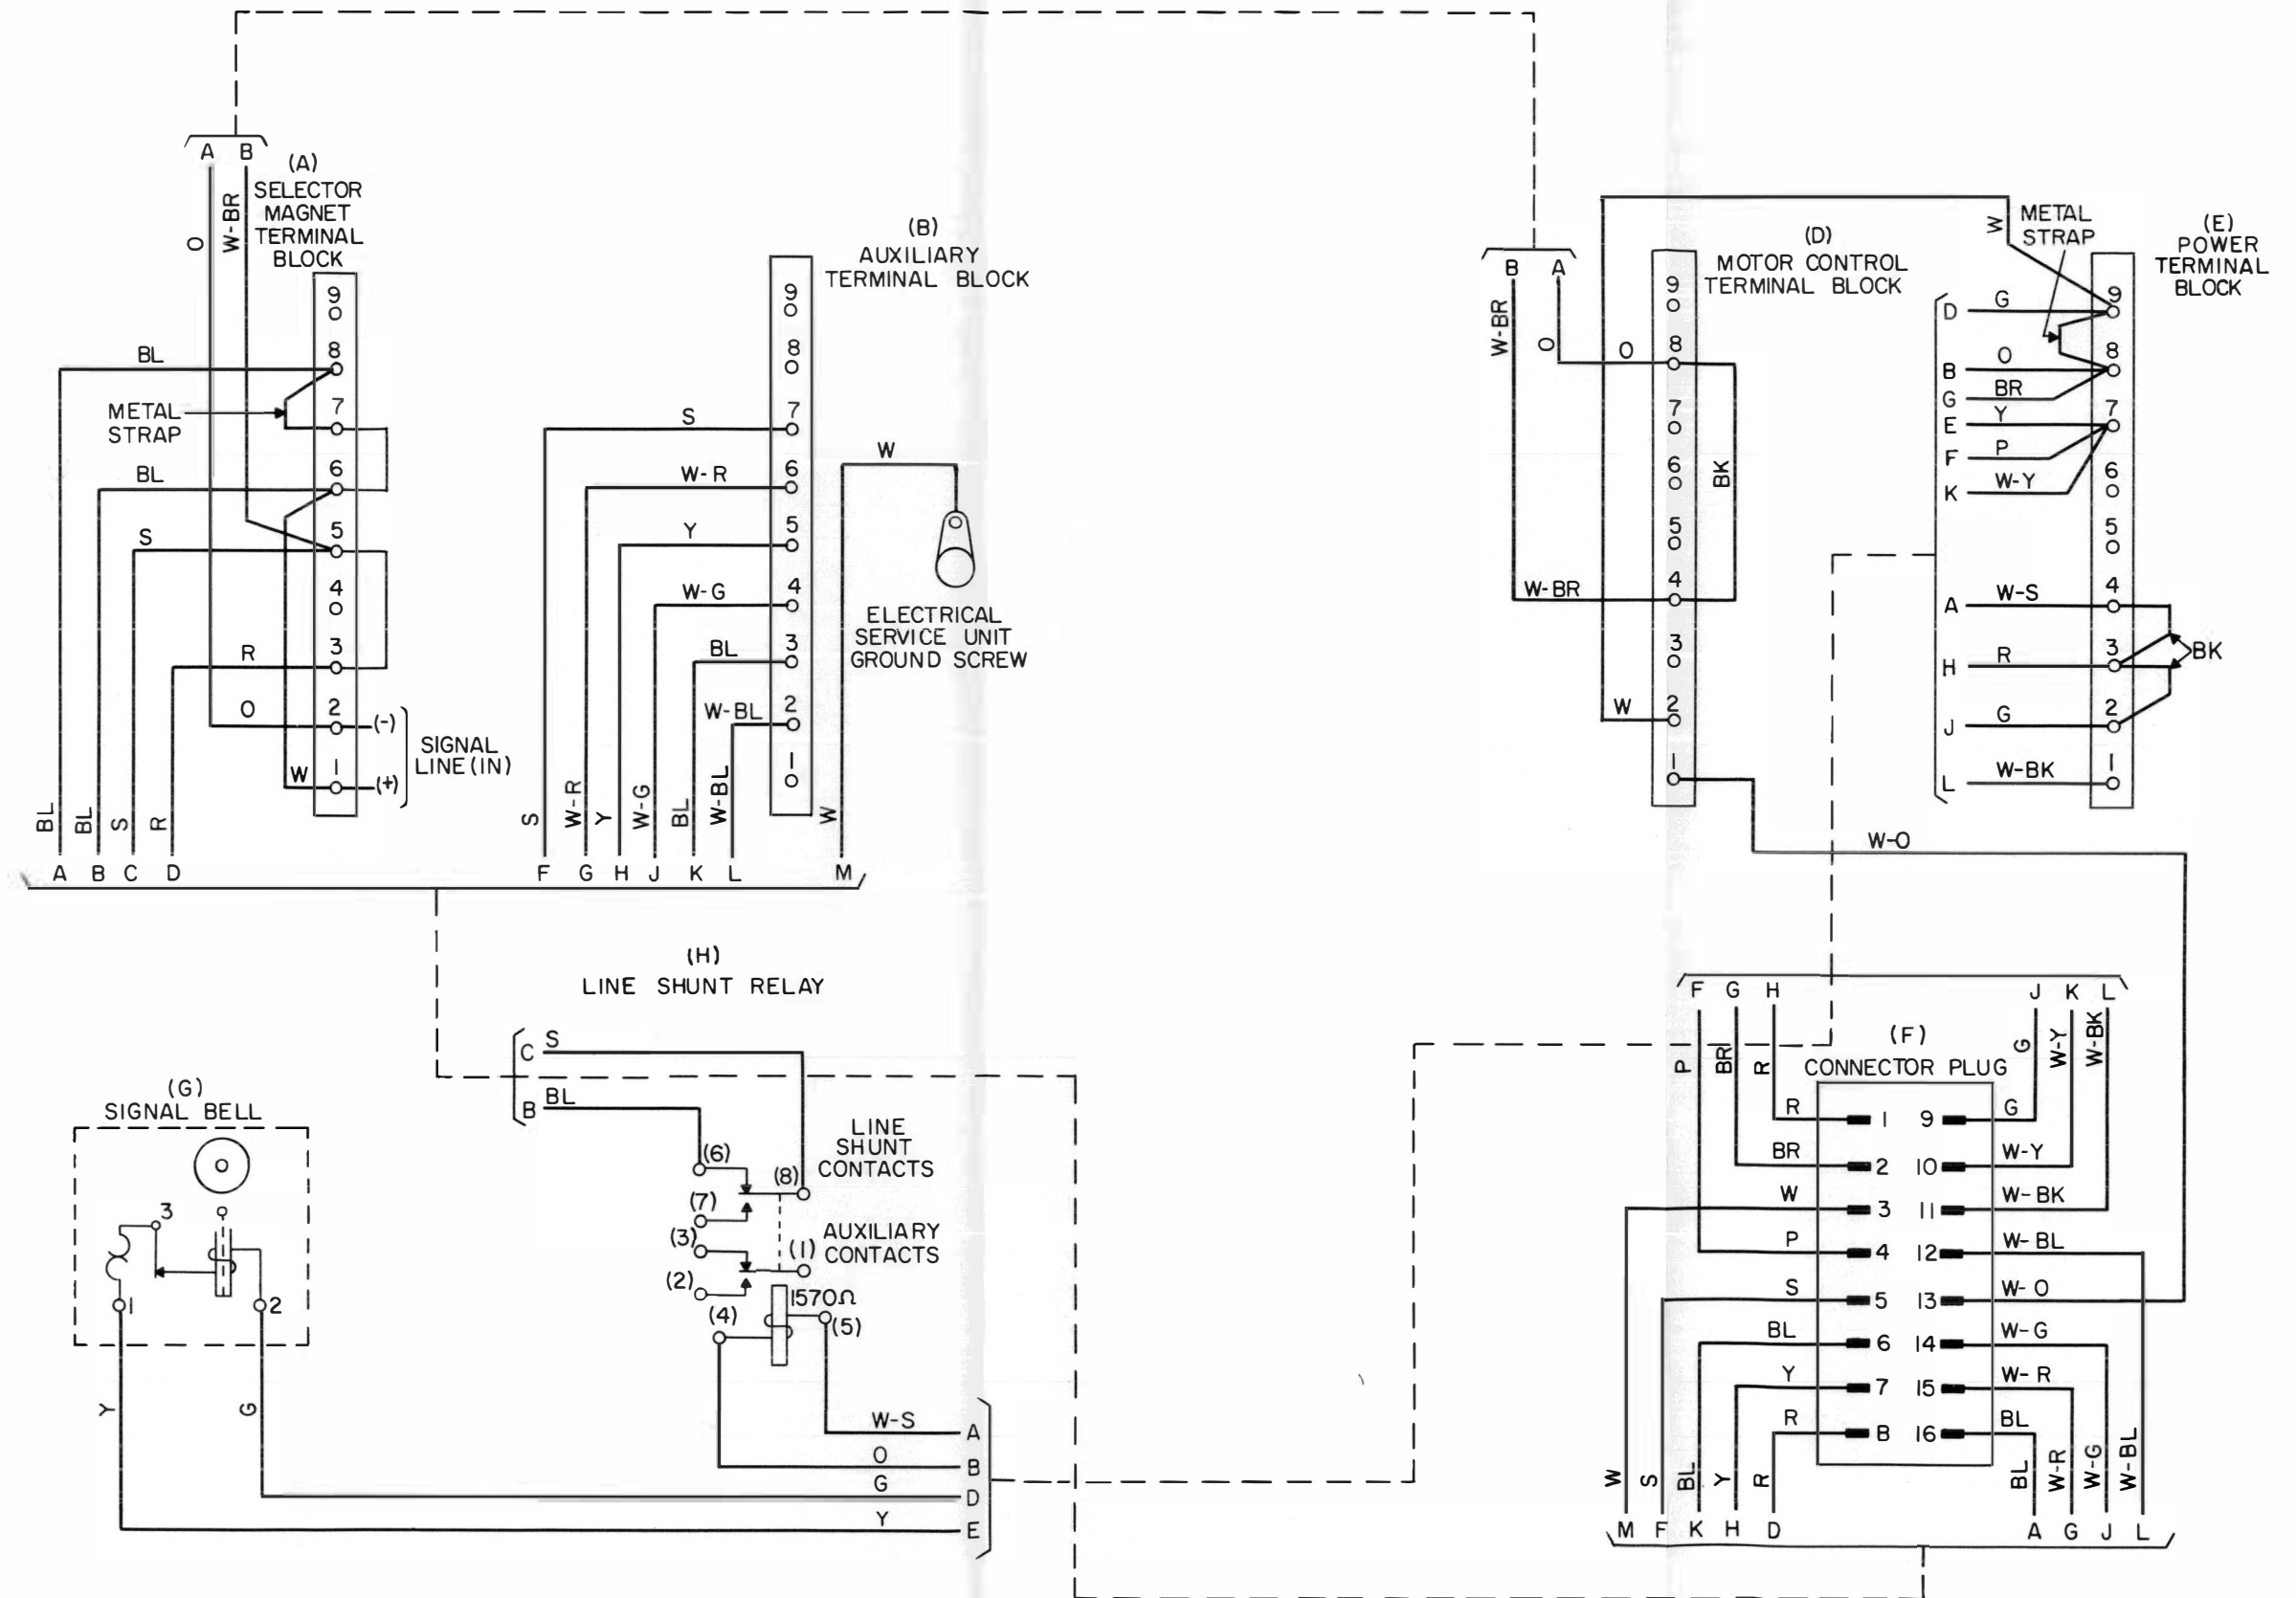 A B
O
W-BR
(A)
SELECTOR
MAGNET
TERMINAL
BLOCK
9
8
7
6
5
4
3
2
1
BL
METAL
STRAP
BL
S
R
O
W
(-)
(+)
SIGNAL
LINE(IN)
BL
BL
S
R
A B C D
(B)
AUXILIARY
TERMINAL BLOCK
9
8
7
6
5
4
3
2
1
S
W-R
Y
W-G
BL
W-BL
S
W-R
Y
W-G
BL
W-BL
W
W
F G H J K L M
ELECTRICAL
SERVICE UNIT
GROUND SCREW
B A
W-BR
O
O
W-BR
W
BK
(D)
MOTOR CONTROL
TERMINAL BLOCK
9
8
7
6
5
4
3
2
1
W
METAL
STRAP
(E)
POWER
TERMINAL
BLOCK
9
8
7
6
5
4
3
2
1
D G
B O
G BR
E Y
F P
K W-Y
A W-S
H R
J G
L W-BK
BK
W-O
(H)
LINE SHUNT RELAY
C S
B BL
LINE
SHUNT
CONTACTS
(6)
(8)
(7)
(3)
AUXILIARY
CONTACTS
(1)
(2)
(4)
1570Ω
(5)
(G)
SIGNAL BELL
3
1
2
Y
G
W-S A
O B
G D
Y E
F G H
J K L
P
BR
R
G
W-Y
W-BK
(F)
CONNECTOR PLUG
R 1 9 G
BR 2 10 W-Y
W 3 11 W-BK
P 4 12 W-BL
S 5 13 W-O
BL 6 14 W-G
Y 7 15 W-R
R B 16 BL
W
S
BL
Y
R
BL
W-R
W-G
W-BL
M F K H D
A G J L